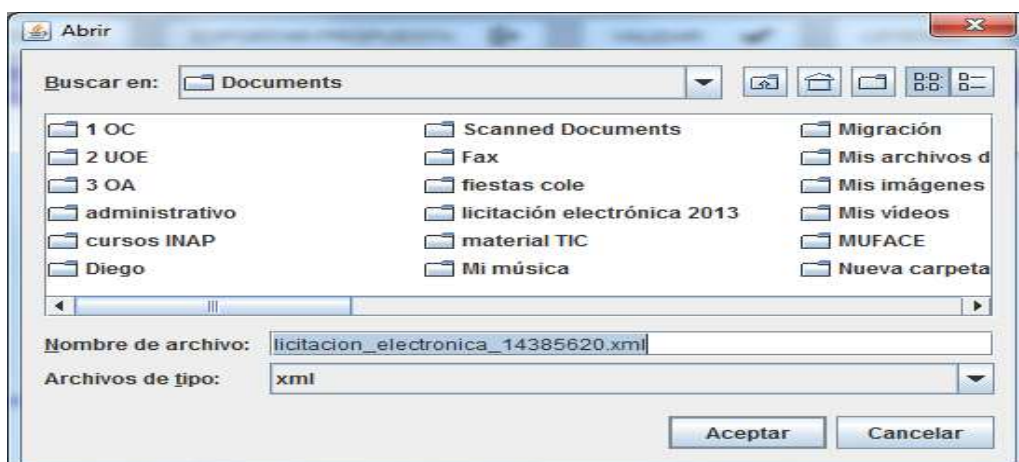 Abrir
Buscar en: Documents
1 OC
2 UOE
3 OA
administrativo
cursos INAP
Diego
Scanned Documents
Fax
fiestas cole
licitación electrónica 2013
material TIC
Mi música
Migración
Mis archivos d
Mis imágenes
Mis vídeos
MUFACE
Nueva carpeta
Nombre de archivo: licitacion_electronica_14385620.xml
Archivos de tipo: xml
Aceptar Cancelar